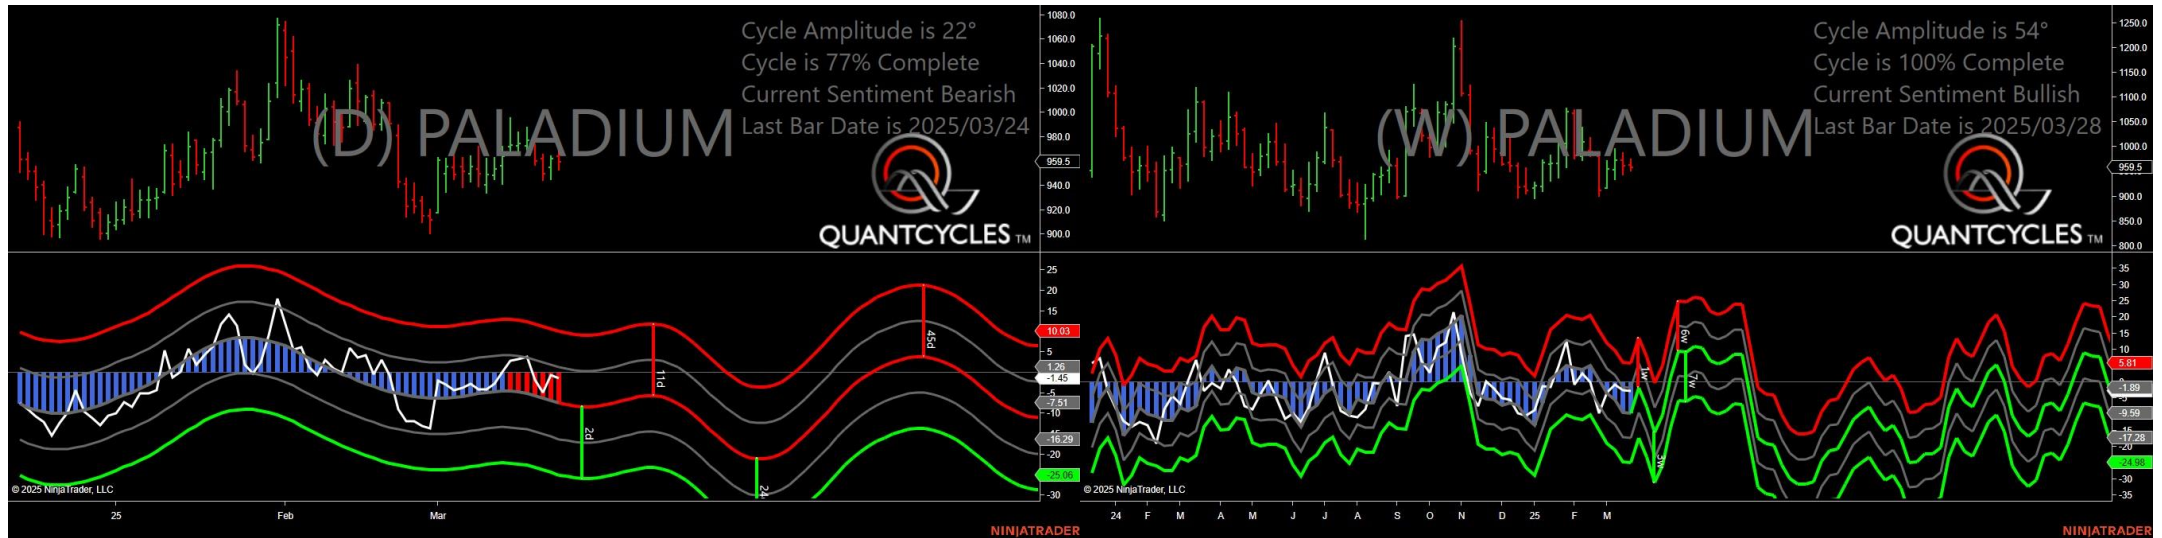 Cycle Amplitude is 22°
Cycle is 77% Complete
Current Sentiment Bearish
Last Bar Date is 2025/03/24
(D) PALADIUM
QUANTCYCLES TM
1080.0
1060.0
1040.0
1020.0
1000.0
980.0
959.5
940.0
920.0
900.0
25
20
15
10.03
5
1.26
-1.45
-5
-7.51
-10
-16.29
-20
-25.06
-30
2d
11d
24
45d
© 2025 NinjaTrader, LLC
25 Feb Mar
NINJATRADER
Cycle Amplitude is 54°
Cycle is 100% Complete
Current Sentiment Bullish
Last Bar Date is 2025/03/28
(W) PALADIUM
QUANTCYCLES TM
1250.0
1200.0
1150.0
1100.0
1050.0
1000.0
959.5
900.0
850.0
800.0
35
30
25
20
15
10
5.81
-1.89
-5
-9.59
-15
-17.28
-20
-24.98
-30
-35
1w
3w
6w
7w
© 2025 NinjaTrader, LLC
24 F M A M J J A S O N D 25 F M
NINJATRADER